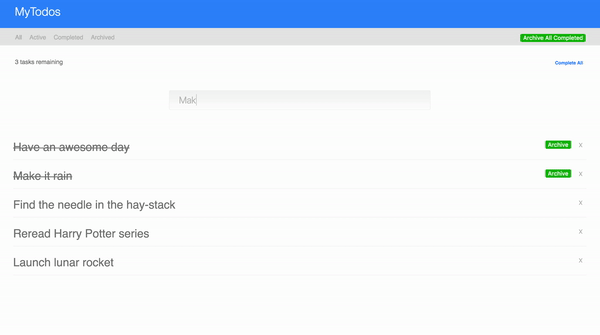 MyTodos
All Active Completed Archived Archive All Completed
3 tasks remaining Complete All
Mak
Have an awesome day Archive x
Make it rain Archive x
Find the needle in the hay-stack x
Reread Harry Potter series x
Launch lunar rocket x